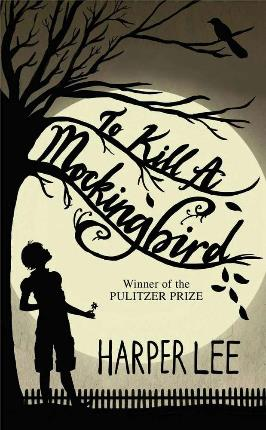 To Kill A
Mockingbird
Winner of the
PULITZER PRIZE
HARPER LEE